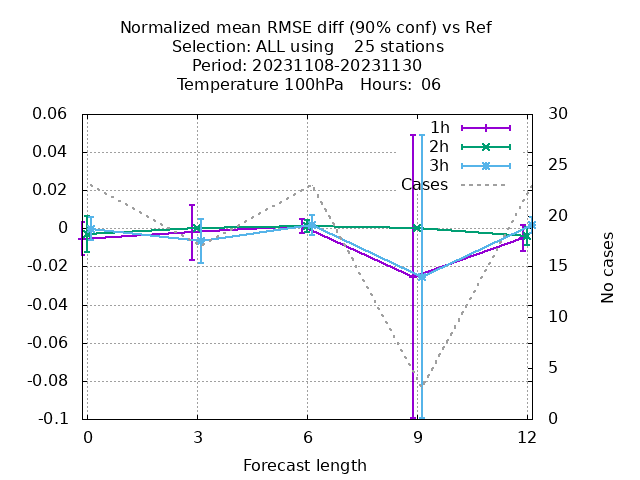 Normalized mean RMSE diff (90% conf) vs Ref
Selection: ALL using    25 stations
Period: 20231108-20231130
Temperature 100hPa   Hours:  06
0.06
0.04
0.02
0
-0.02
-0.04
-0.06
-0.08
-0.1
1h
2h
3h
Cases
30
25
20
15
10
5
0
No cases
0 3 6 9 12
Forecast length